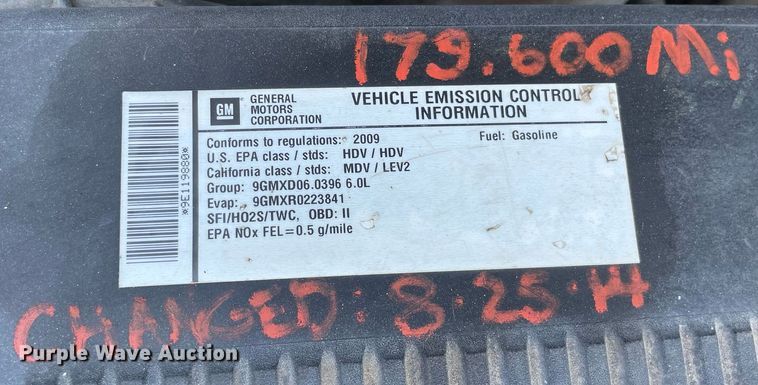 179.600 Mi
GM GENERAL MOTORS CORPORATION
VEHICLE EMISSION CONTROL INFORMATION
Conforms to regulations: 2009 Fuel: Gasoline
U.S. EPA class / stds: HDV / HDV
California class / stds: MDV / LEV2
Group: 9GMXD06.0396 6.0L
Evap: 9GMXR0223841
SFI/HO2S/TWC, OBD: II
EPA NOx FEL=0.5 g/mile
*9E119880*
CHANGED: 8-25-14
Purple Wave Auction